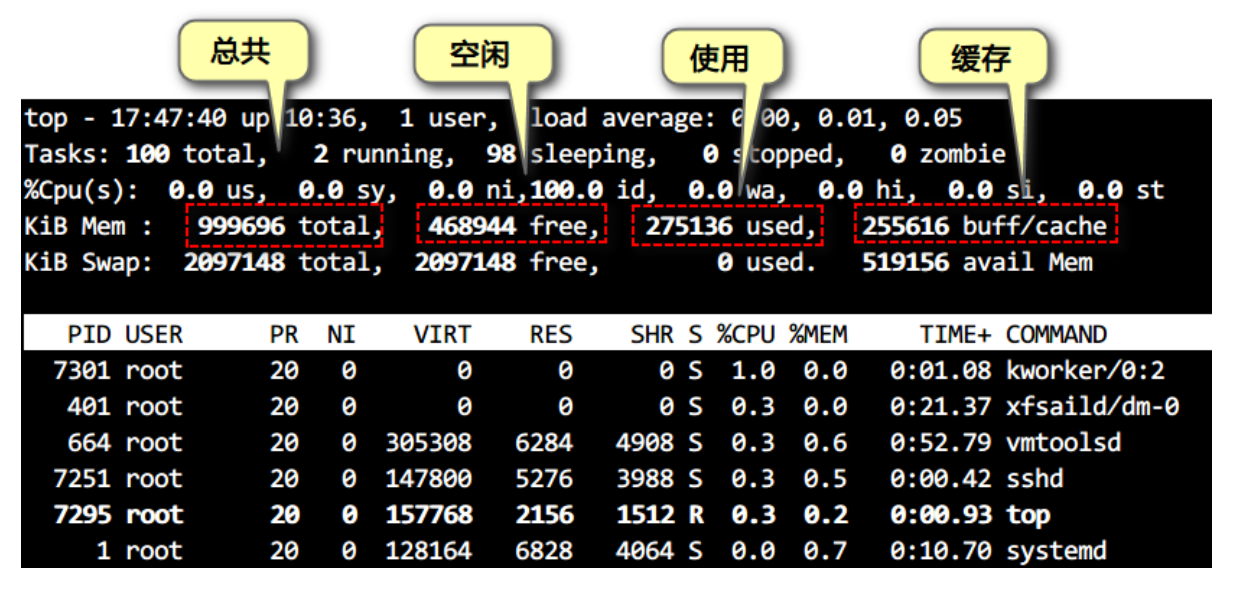 总共 空闲 使用 缓存
top - 17:47:40 up 10:36, 1 user, load average: 0.00, 0.01, 0.05
Tasks: 100 total, 2 running, 98 sleeping, 0 stopped, 0 zombie
%Cpu(s): 0.0 us, 0.0 sy, 0.0 ni,100.0 id, 0.0 wa, 0.0 hi, 0.0 si, 0.0 st
KiB Mem : 999696 total, 468944 free, 275136 used, 255616 buff/cache
KiB Swap: 2097148 total, 2097148 free, 0 used. 519156 avail Mem
PID USER PR NI VIRT RES SHR S %CPU %MEM TIME+ COMMAND
7301 root 20 0 0 0 0 S 1.0 0.0 0:01.08 kworker/0:2
401 root 20 0 0 0 0 S 0.3 0.0 0:21.37 xfsaild/dm-0
664 root 20 0 305308 6284 4908 S 0.3 0.6 0:52.79 vmtoolsd
7251 root 20 0 147800 5276 3988 S 0.3 0.5 0:00.42 sshd
7295 root 20 0 157768 2156 1512 R 0.3 0.2 0:00.93 top
1 root 20 0 128164 6828 4064 S 0.0 0.7 0:10.70 systemd